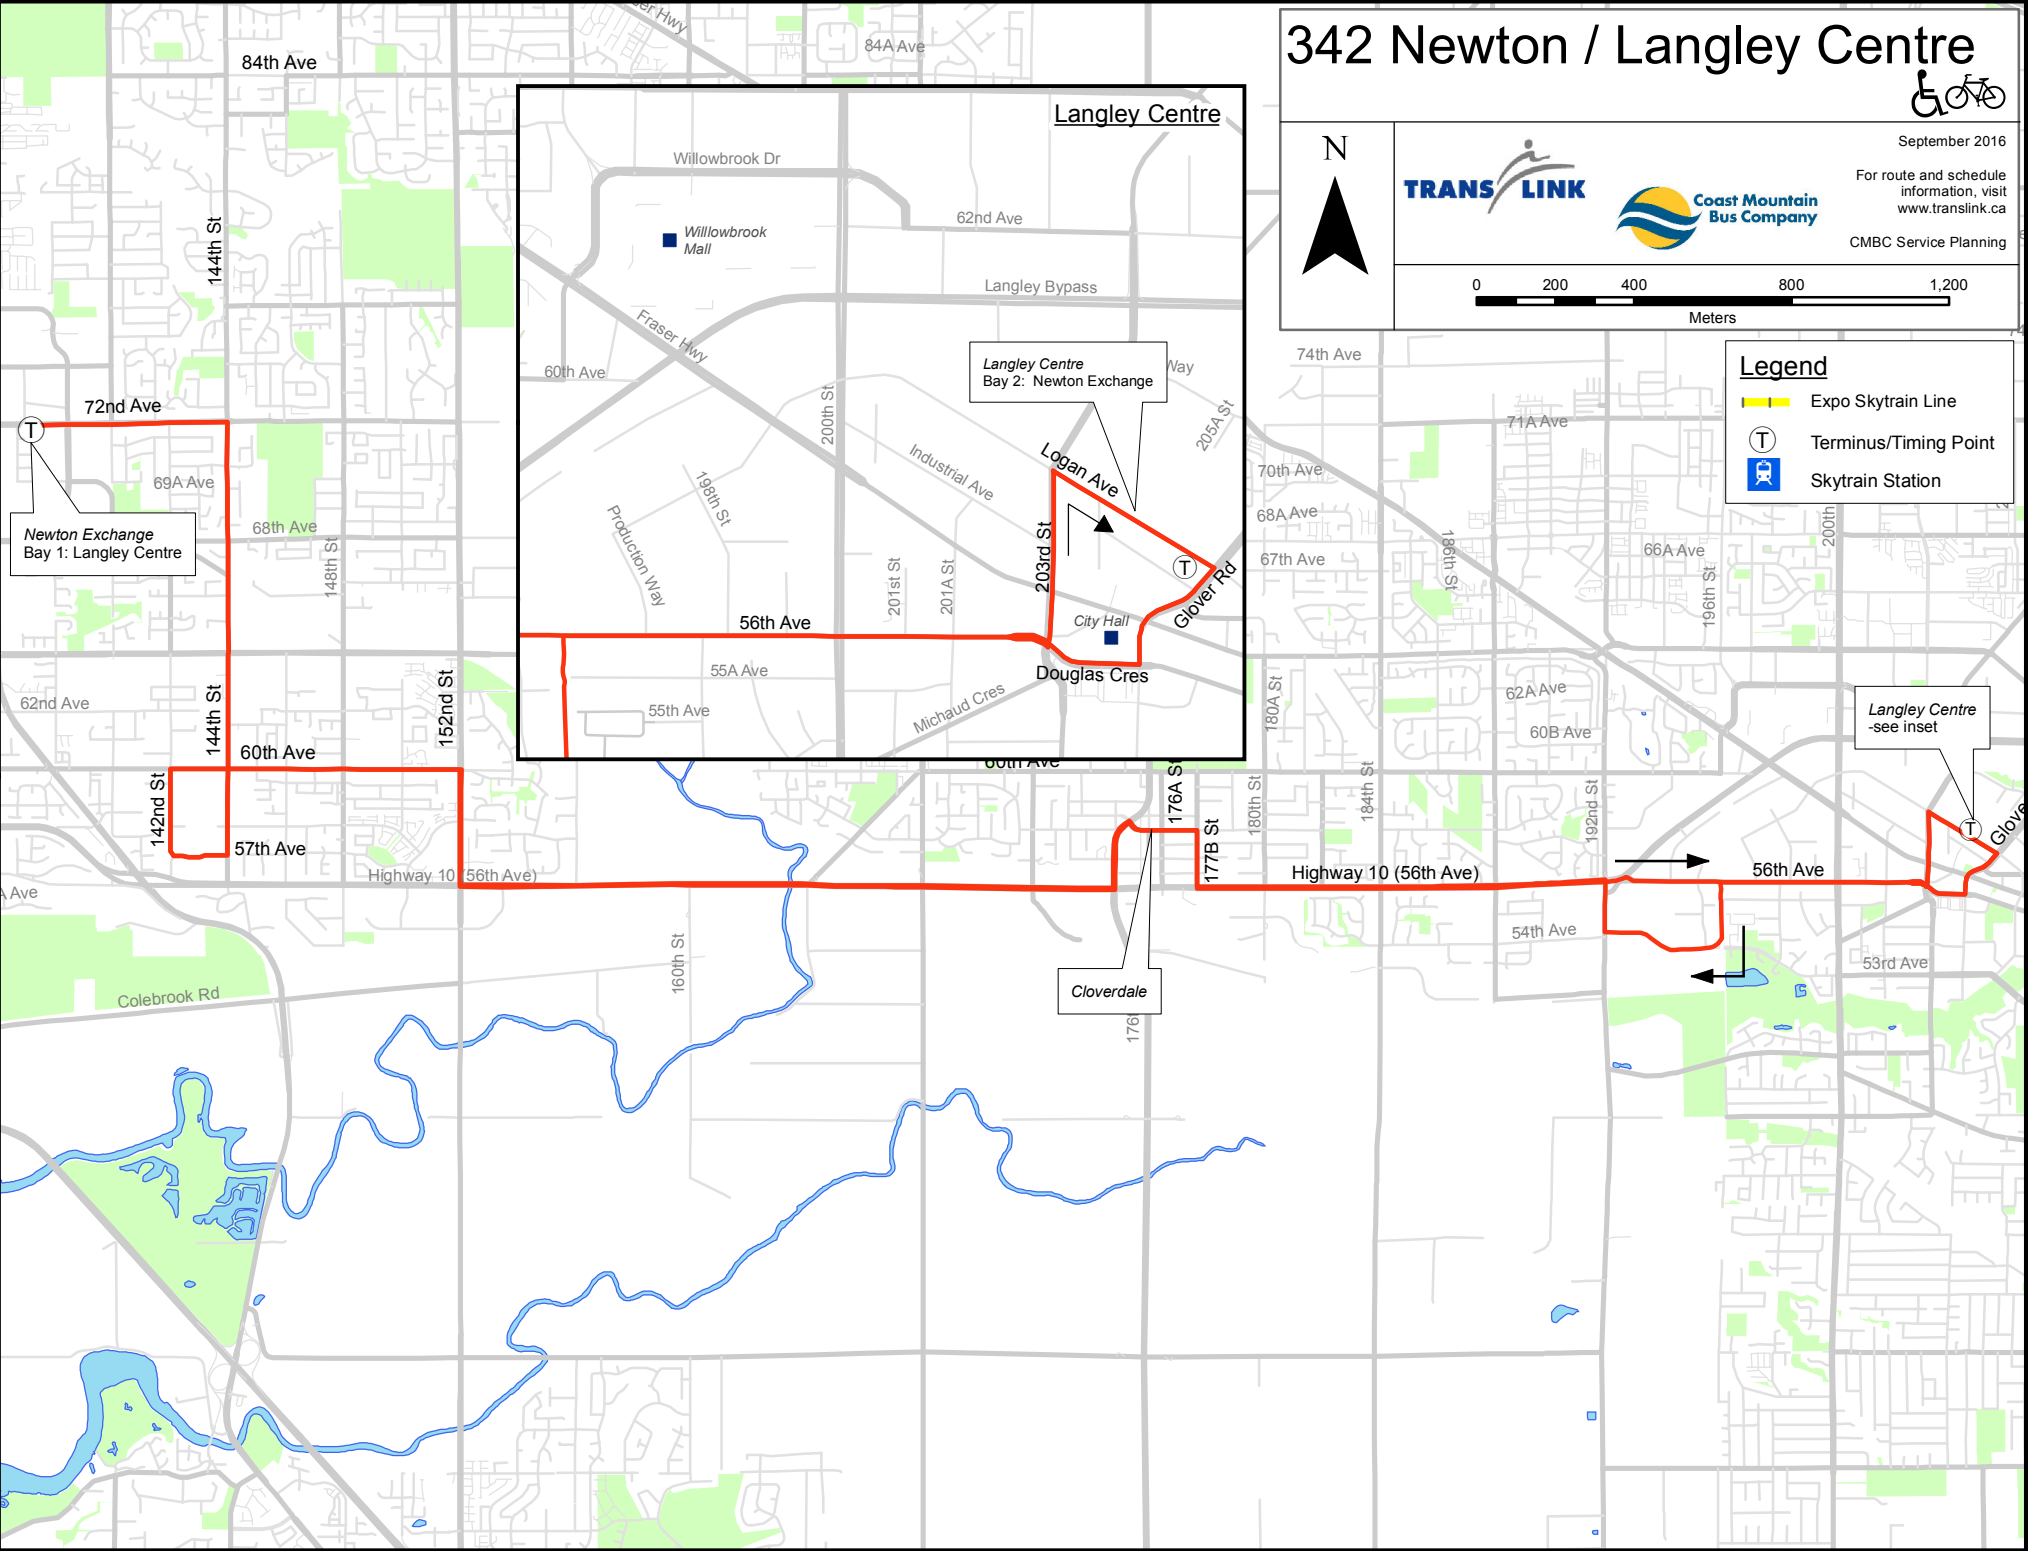 342 Newton / Langley Centre
N
TRANS LINK
Coast Mountain
Bus Company
September 2016
For route and schedule
information, visit
www.translink.ca
CMBC Service Planning
0 200 400 800 1,200
Meters
Legend
Expo Skytrain Line
T Terminus/Timing Point
Skytrain Station
Langley Centre
Willowbrook Dr
62nd Ave
Willlowbrook
Mall
Langley Bypass
Fraser Hwy
60th Ave
200th St
Langley Centre
Bay 2: Newton Exchange
Way
205A St
Logan Ave
Industrial Ave
198th St
Production Way
203rd St
T
Glover Rd
201st St
201A St
City Hall
56th Ave
55A Ave
Douglas Cres
55th Ave
Michaud Cres
84th Ave
84A Ave
144th St
72nd Ave
T
69A Ave
68th Ave
148th St
Newton Exchange
Bay 1: Langley Centre
62nd Ave
144th St
152nd St
60th Ave
142nd St
57th Ave
Highway 10 (56th Ave)
Colebrook Rd
160th St
60th Ave
176A St
177B St
180th St
180A St
184th St
Cloverdale
Highway 10 (56th Ave)
74th Ave
71A Ave
70th Ave
68A Ave
67th Ave
186th St
66A Ave
196th St
200th
62A Ave
60B Ave
192nd St
54th Ave
56th Ave
53rd Ave
Langley Centre
-see inset
T